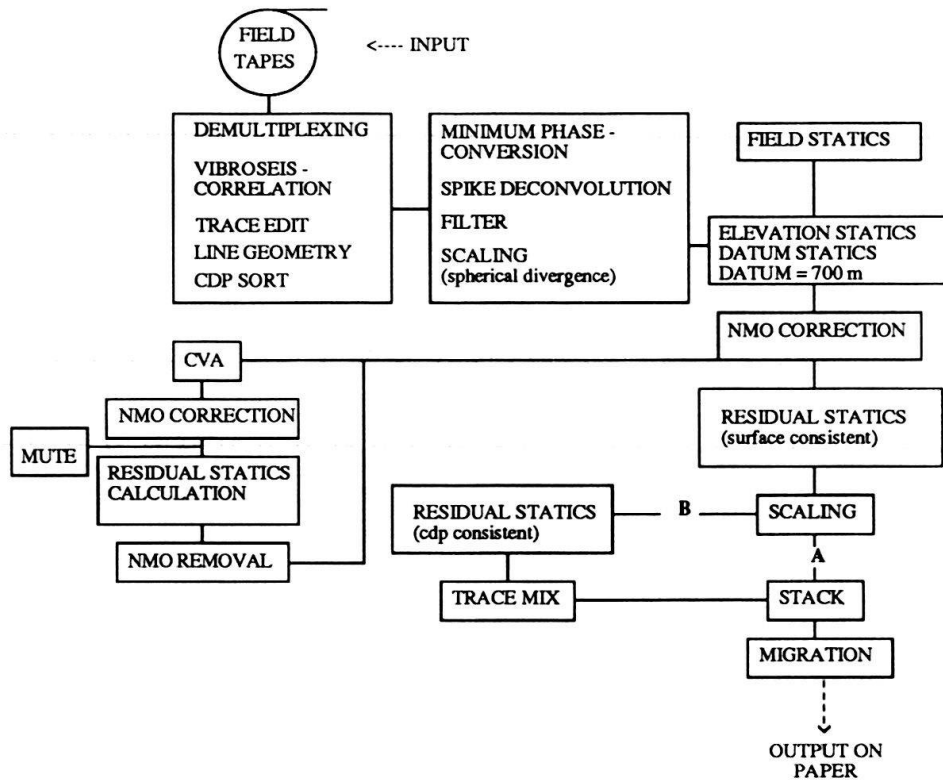 FIELD
TAPES
<---- INPUT
DEMULTIPLEXING
VIBROSEIS -
CORRELATION
TRACE EDIT
LINE GEOMETRY
CDP SORT
MINIMUM PHASE -
CONVERSION
SPIKE DECONVOLUTION
FILTER
SCALING
(spherical divergence)
FIELD STATICS
ELEVATION STATICS
DATUM STATICS
DATUM = 700 m
NMO CORRECTION
CVA
NMO CORRECTION
MUTE
RESIDUAL STATICS
CALCULATION
NMO REMOVAL
RESIDUAL STATICS
(surface consistent)
SCALING
B
RESIDUAL STATICS
(cdp consistent)
A
TRACE MIX
STACK
MIGRATION
OUTPUT ON
PAPER